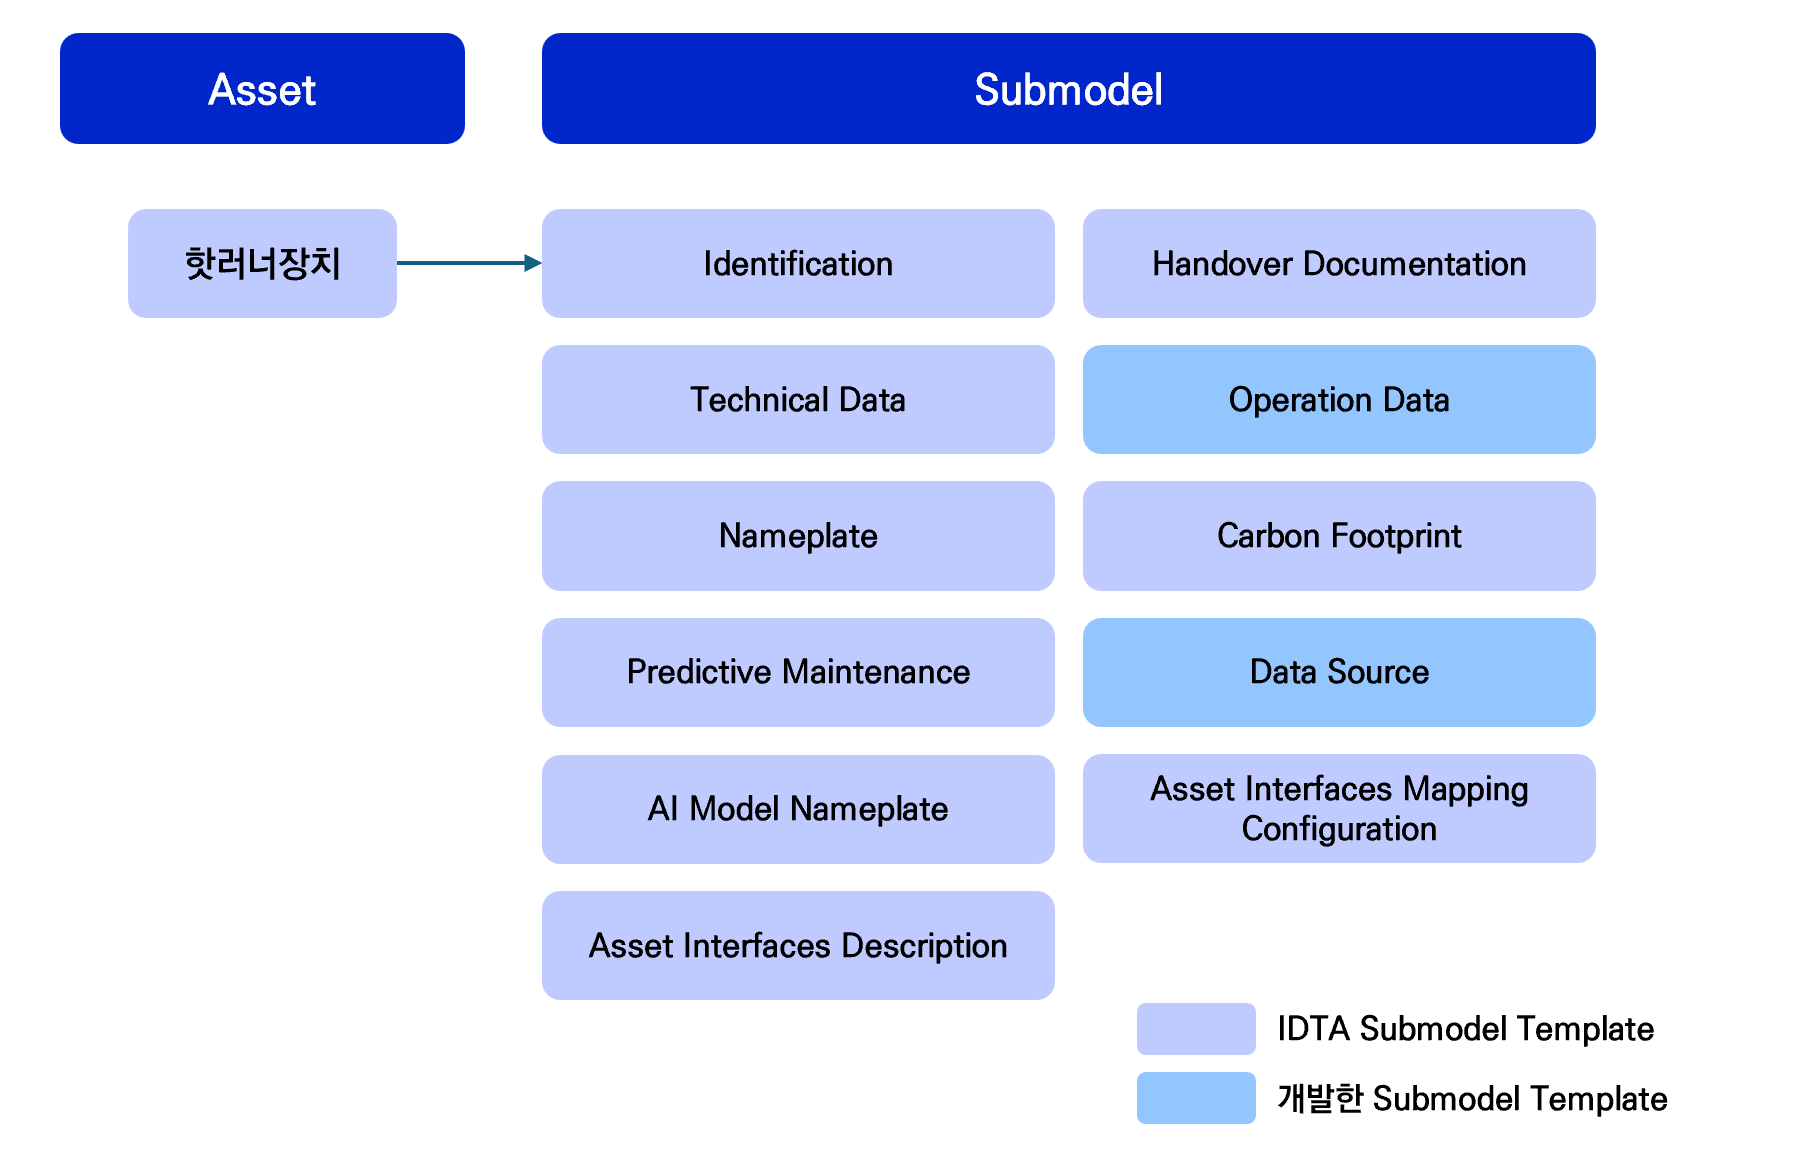 Asset
Submodel
핫러너장치
Identification
Handover Documentation
Technical Data
Operation Data
Nameplate
Carbon Footprint
Predictive Maintenance
Data Source
AI Model Nameplate
Asset Interfaces Mapping
Configuration
Asset Interfaces Description
IDTA Submodel Template
개발한 Submodel Template